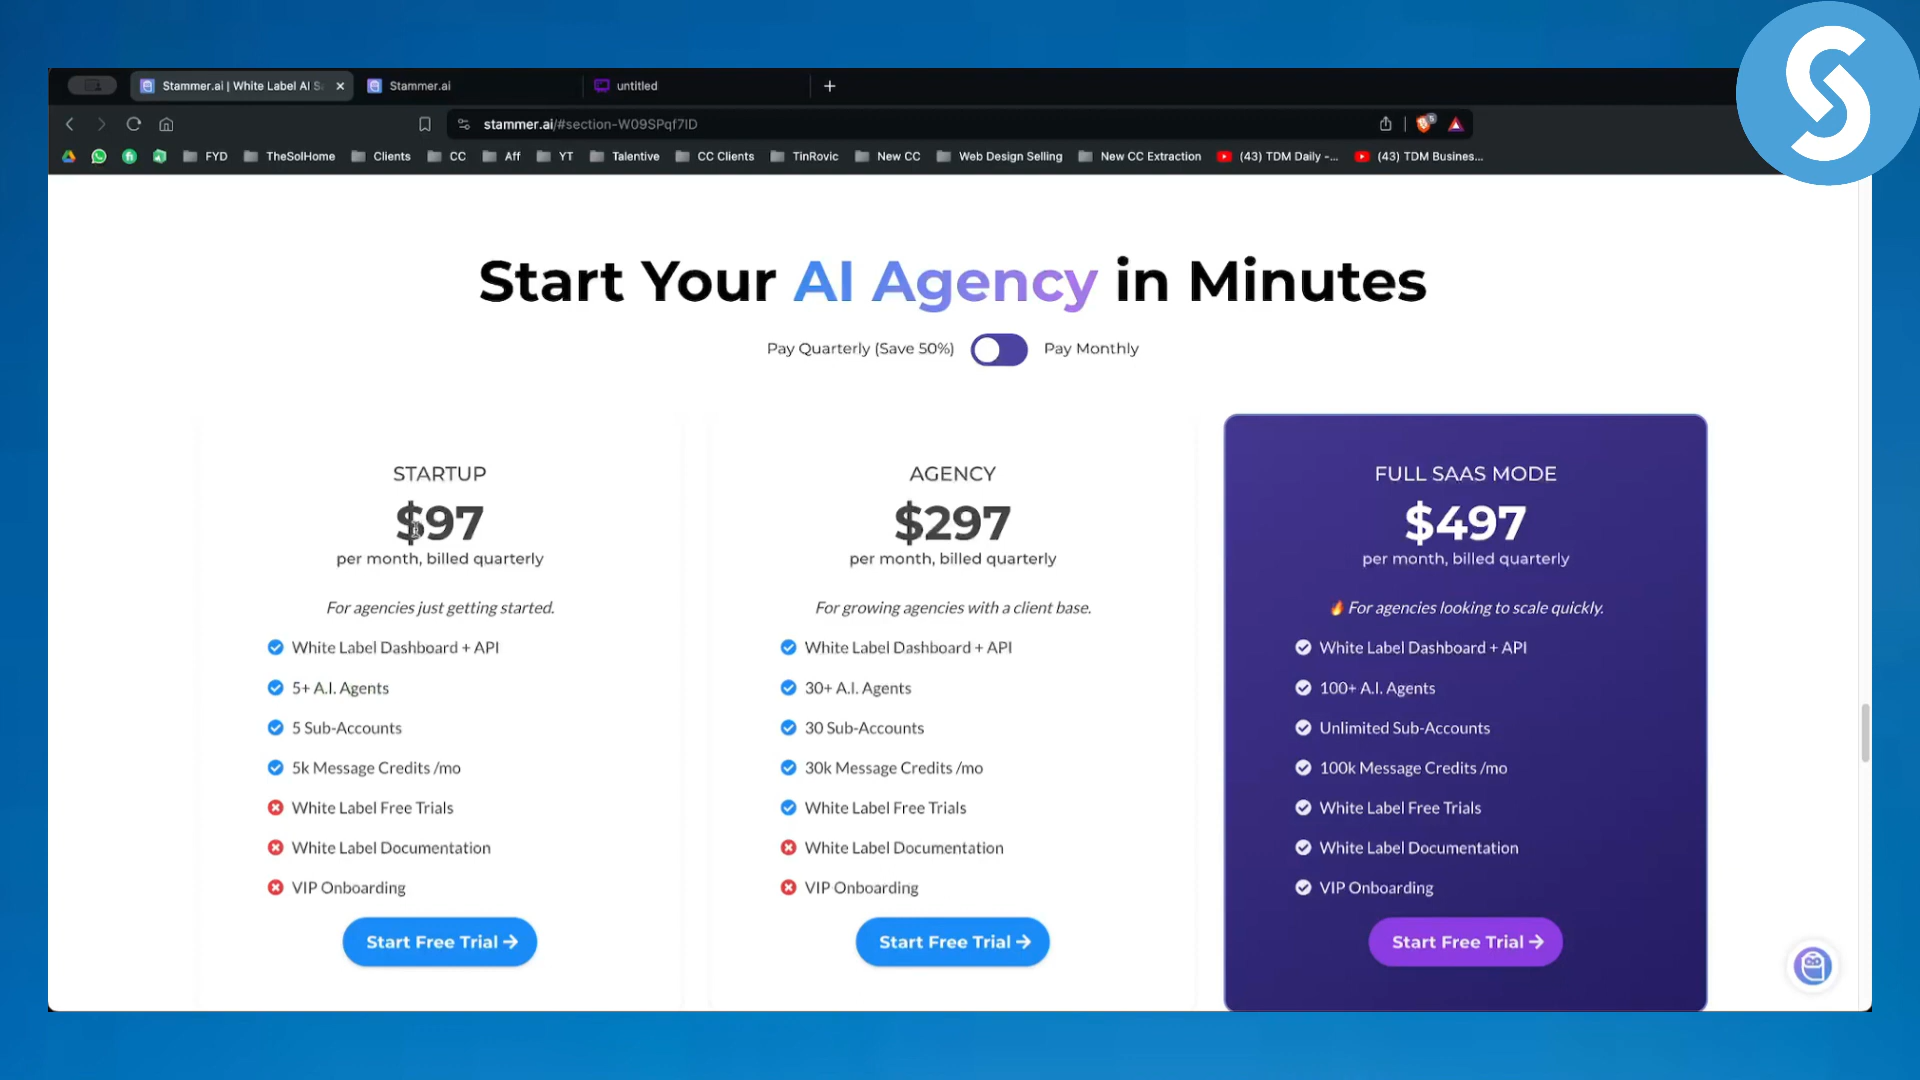 Stammer.ai | White Label AI S
Stammer.ai
untitled
stammer.ai/#section-W09SPqf7ID
FYD
TheSolHome
Clients
CC
Aff
YT
Talentive
CC Clients
TinRovic
New CC
Web Design Selling
New CC Extraction
(43) TDM Daily -...
(43) TDM Busines...
Start Your AI Agency in Minutes
Pay Quarterly (Save 50%)
Pay Monthly
STARTUP
$97
per month, billed quarterly
For agencies just getting started.
White Label Dashboard + API
5+ A.I. Agents
5 Sub-Accounts
5k Message Credits /mo
White Label Free Trials
White Label Documentation
VIP Onboarding
Start Free Trial →
AGENCY
$297
per month, billed quarterly
For growing agencies with a client base.
White Label Dashboard + API
30+ A.I. Agents
30 Sub-Accounts
30k Message Credits /mo
White Label Free Trials
White Label Documentation
VIP Onboarding
Start Free Trial →
FULL SAAS MODE
$497
per month, billed quarterly
🔥 For agencies looking to scale quickly.
White Label Dashboard + API
100+ A.I. Agents
Unlimited Sub-Accounts
100k Message Credits /mo
White Label Free Trials
White Label Documentation
VIP Onboarding
Start Free Trial →